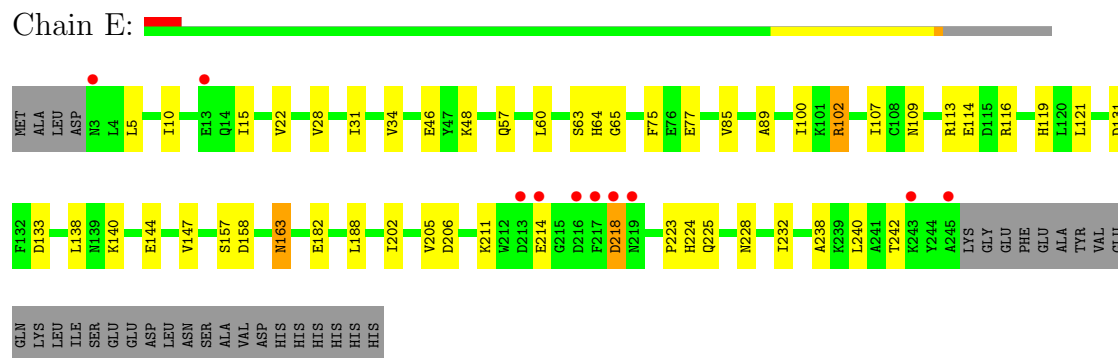 Chain E:
MET ALA LEU ASP N3 L4 L5 I10 E13 Q14 I15 V22 V28 I31 V34 E46 Y47 K48 Q57 L60 S63 H64 G65 F75 E76 E77 V85 A89 I100 K101 R102 I107 C108 N109 R113 E114 D115 R116 H119 L120 L121 D131
F132 D133 L138 N139 K140 E144 V147 S157 D158 N163 E182 L188 I202 V205 D206 K211 W212 D213 E214 G215 D216 F217 D218 N219 P223 H224 Q225 N228 I232 A238 K239 L240 A241 T242 K243 Y244 A245 LYS GLY GLU PHE GLU ALA TYR VAL GLU
GLN LYS LEU ILE SER GLU GLU ASP LEU ASN SER ALA VAL ASP HIS HIS HIS HIS HIS HIS